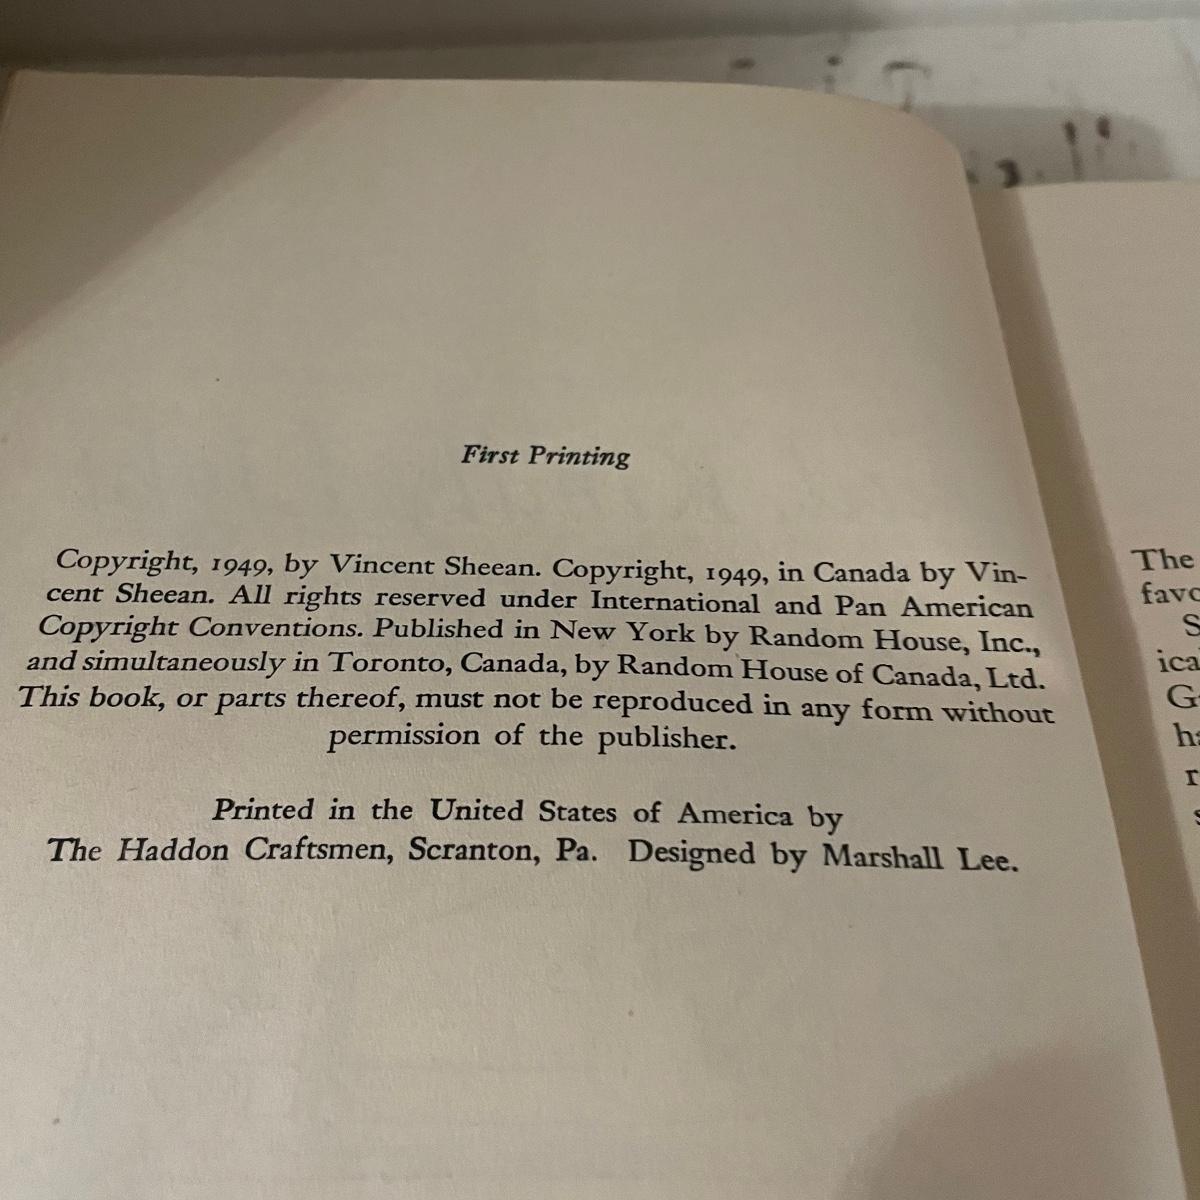 First Printing
Copyright, 1949, by Vincent Sheean. Copyright, 1949, in Canada by Vin-
cent Sheean. All rights reserved under International and Pan American
Copyright Conventions. Published in New York by Random House, Inc.,
and simultaneously in Toronto, Canada, by Random House of Canada, Ltd.
This book, or parts thereof, must not be reproduced in any form without
permission of the publisher.
Printed in the United States of America by
The Haddon Craftsmen, Scranton, Pa. Designed by Marshall Lee.
The